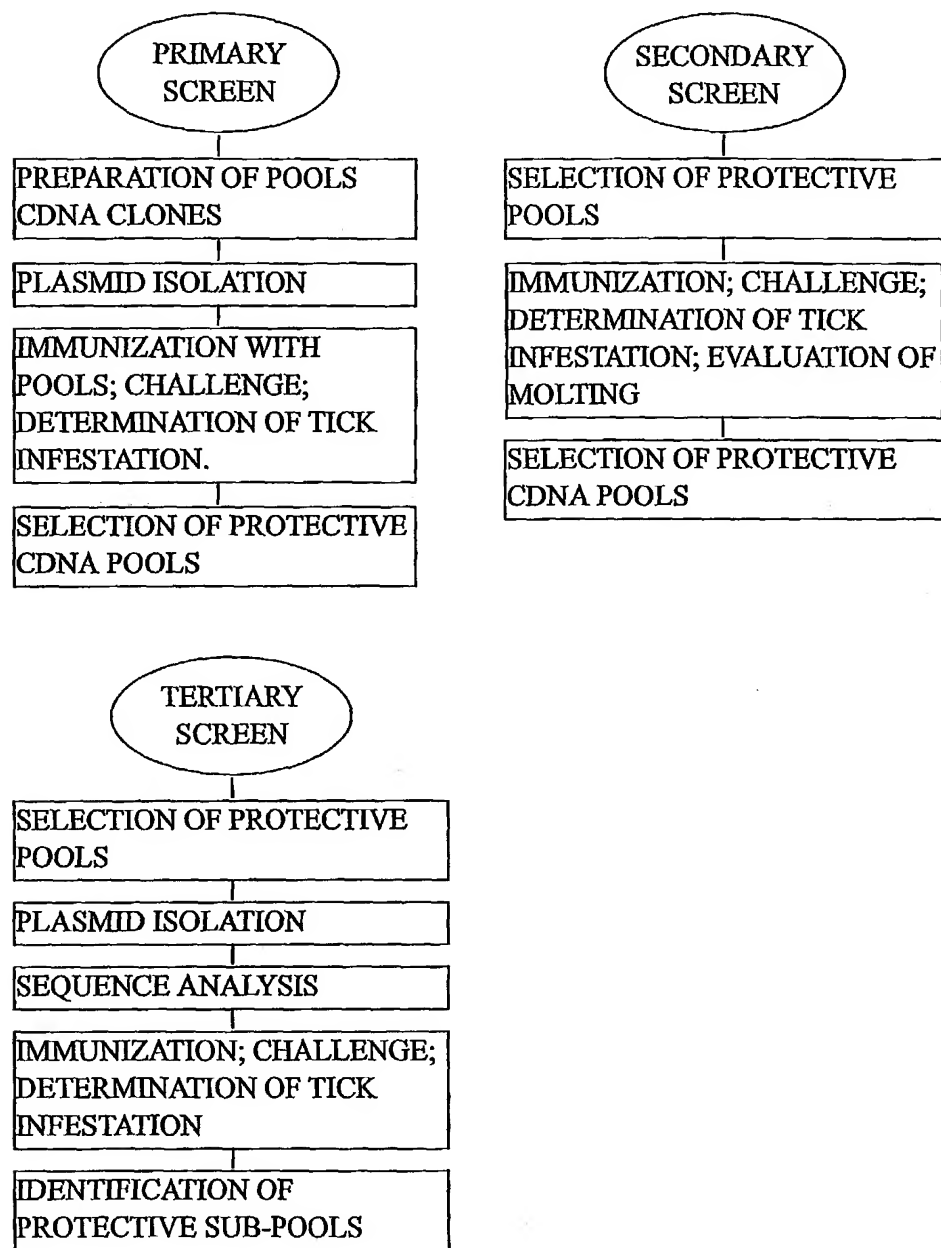 PRIMARY
SCREEN
PREPARATION OF POOLS
CDNA CLONES
PLASMID ISOLATION
IMMUNIZATION WITH
POOLS; CHALLENGE;
DETERMINATION OF TICK
INFESTATION.
SELECTION OF PROTECTIVE
CDNA POOLS
SECONDARY
SCREEN
SELECTION OF PROTECTIVE
POOLS
IMMUNIZATION; CHALLENGE;
DETERMINATION OF TICK
INFESTATION; EVALUATION OF
MOLTING
SELECTION OF PROTECTIVE
CDNA POOLS
TERTIARY
SCREEN
SELECTION OF PROTECTIVE
POOLS
PLASMID ISOLATION
SEQUENCE ANALYSIS
IMMUNIZATION; CHALLENGE;
DETERMINATION OF TICK
INFESTATION
IDENTIFICATION OF
PROTECTIVE SUB-POOLS